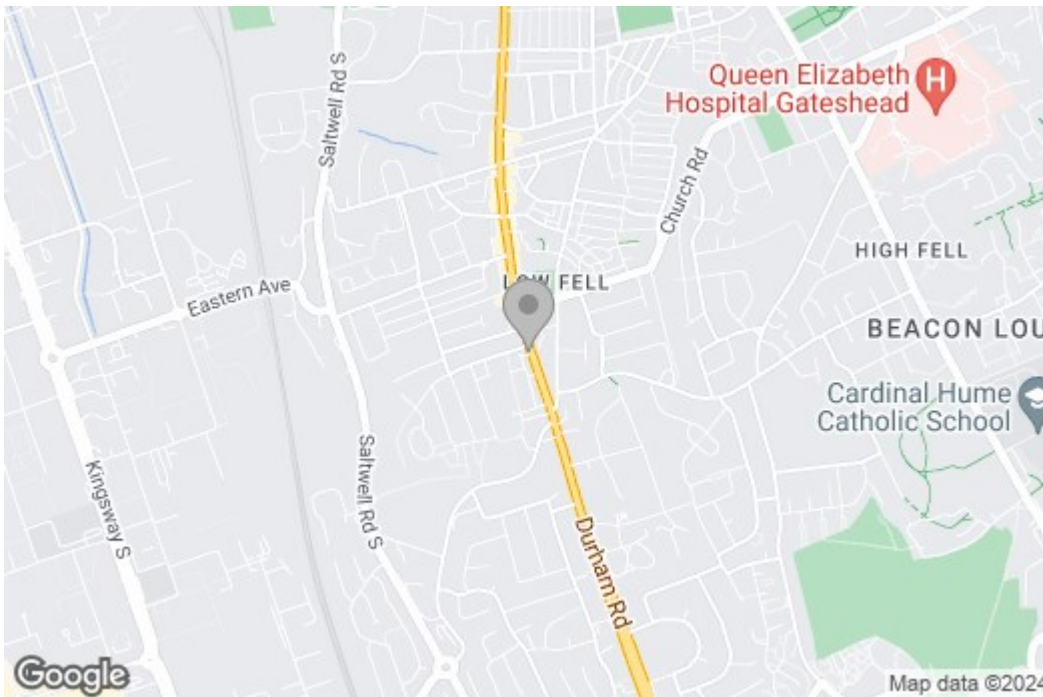 Queen Elizabeth
Hospital Gateshead
H
Saltwell Rd S
Church Rd
HIGH FELL
LOW FELL
Eastern Ave
BEACON LOU
Cardinal Hume
Catholic School
Saltwell Rd S
Kingsway S
Durham Rd
Google
Map data ©2024